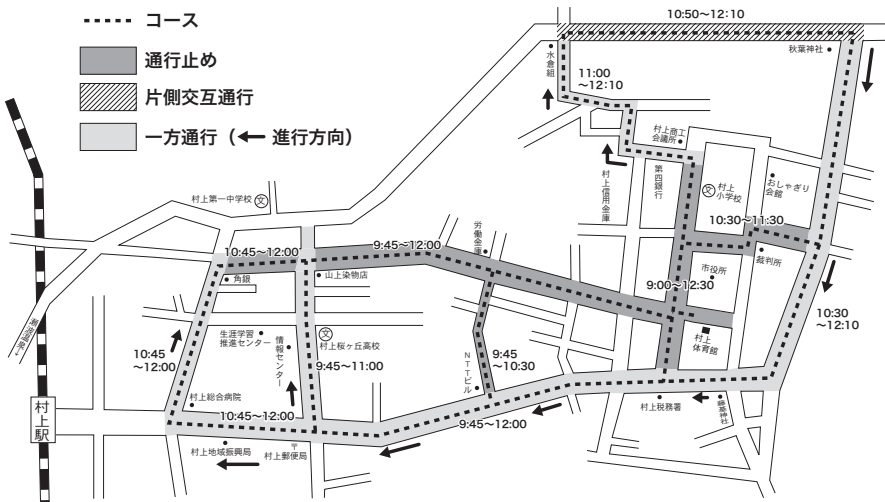 コース
通行止め
片側交互通行
一方通行（← 進行方向）
10:50〜12:10
秋葉神社
水倉組
11:00
〜12:10
村上商工
会議所
第四銀行
村上信用金庫
文
村上
小学校
おしゃぎり
会館
10:30〜11:30
裁判所
市役所
9:00〜12:30
村上
体育館
10:30
〜12:10
村上第一中学校
文
10:45〜12:00
9:45〜12:00
労働金庫
角銀
山上染物店
瀬波温泉
生涯学習
推進センター
情報センター
文
村上桜ヶ丘高校
9:45〜11:00
10:45
〜12:00
NTTビル
9:45
〜10:30
村上総合病院
10:45〜12:00
村上駅
村上地域振興局
〒
村上郵便局
9:45〜12:00
村上税務署
藤基神社